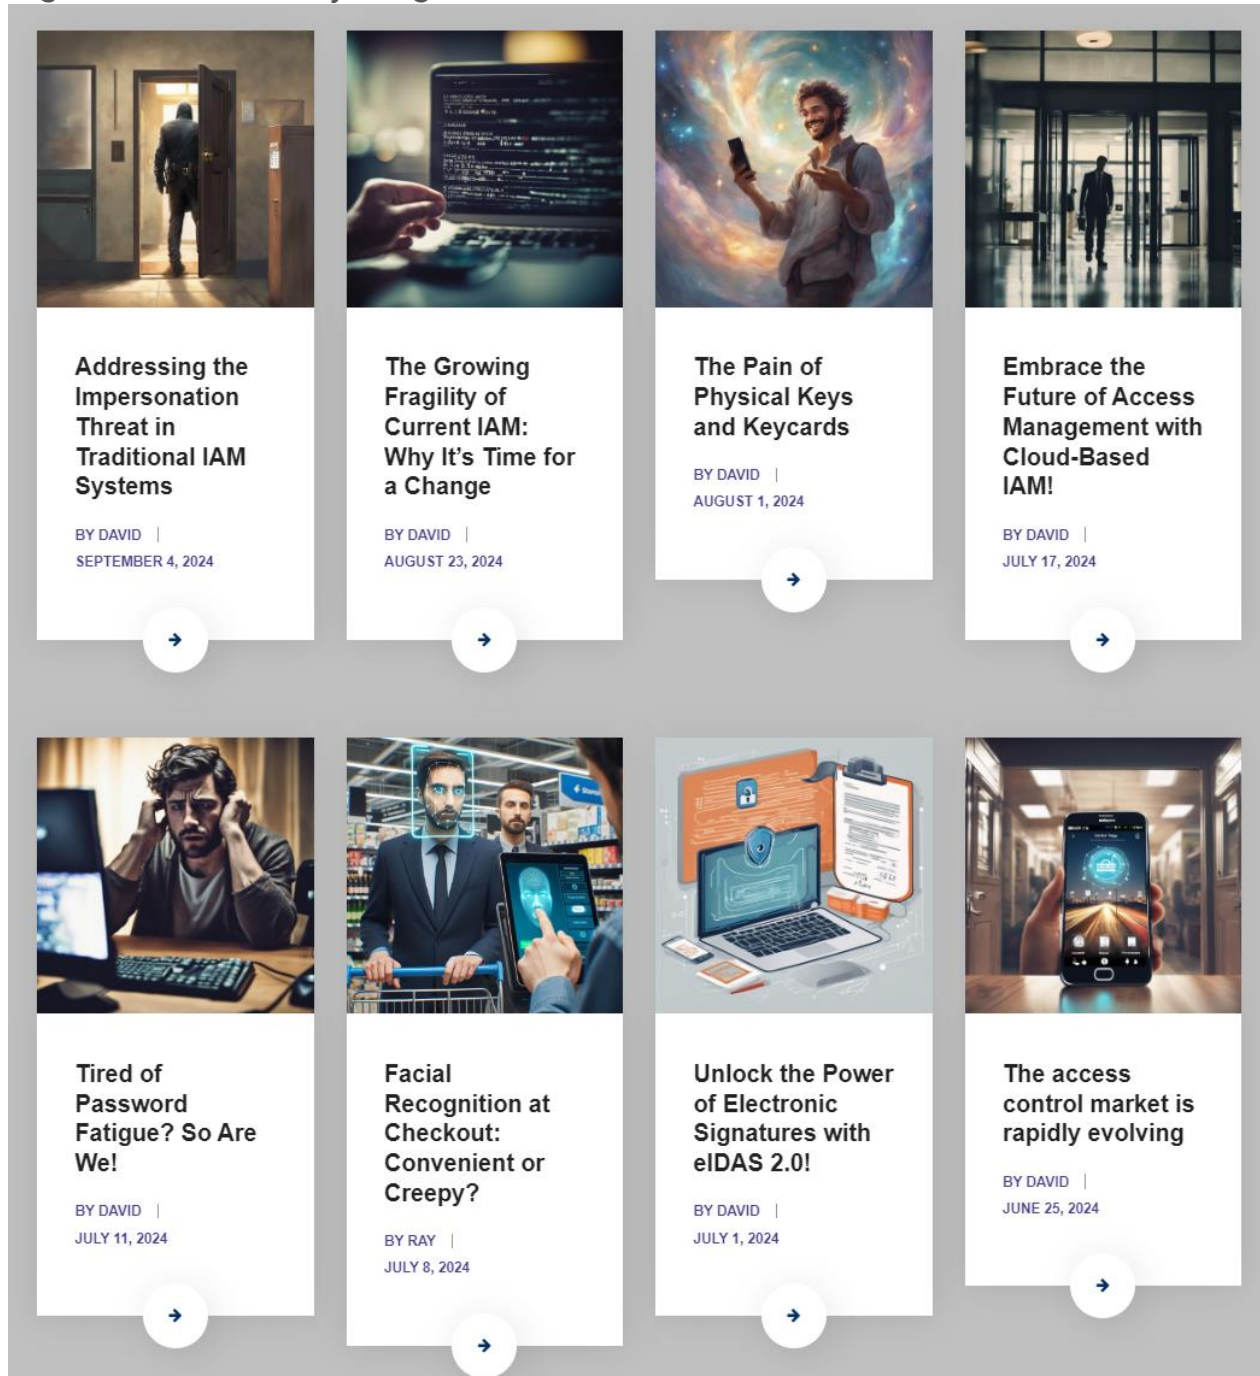 Addressing the
Impersonation
Threat in
Traditional IAM
Systems
BY DAVID |
SEPTEMBER 4, 2024
The Growing
Fragility of
Current IAM:
Why It’s Time for
a Change
BY DAVID |
AUGUST 23, 2024
The Pain of
Physical Keys
and Keycards
BY DAVID |
AUGUST 1, 2024
Embrace the
Future of Access
Management with
Cloud-Based
IAM!
BY DAVID |
JULY 17, 2024
Tired of
Password
Fatigue? So Are
We!
BY DAVID |
JULY 11, 2024
Facial
Recognition at
Checkout:
Convenient or
Creepy?
BY RAY |
JULY 8, 2024
Unlock the Power
of Electronic
Signatures with
eIDAS 2.0!
BY DAVID |
JULY 1, 2024
The access
control market is
rapidly evolving
BY DAVID |
JUNE 25, 2024